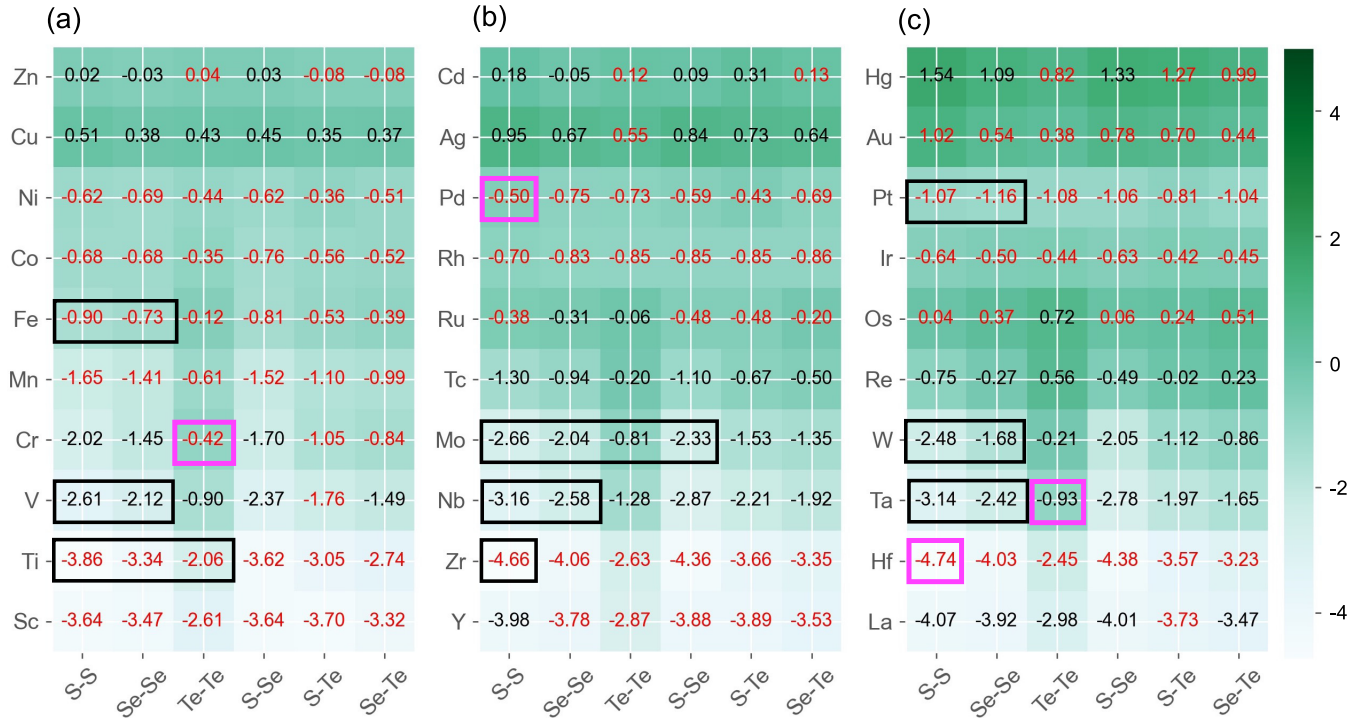 (a) (b) (c)
Zn 0.02 -0.03 0.04 0.03 -0.08 -0.08 Cd 0.18 -0.05 0.12 0.09 0.31 0.13 Hg 1.54 1.09 0.82 1.33 1.27 0.99
4
Cu 0.51 0.38 0.43 0.45 0.35 0.37 Ag 0.95 0.67 0.55 0.84 0.73 0.64 Au 1.02 0.54 0.38 0.78 0.70 0.44
Ni -0.62 -0.69 -0.44 -0.62 -0.36 -0.51 Pd -0.50 -0.75 -0.73 -0.59 -0.43 -0.69 Pt -1.07 -1.16 -1.08 -1.06 -0.81 -1.04
2
Co -0.68 -0.68 -0.35 -0.76 -0.56 -0.52 Rh -0.70 -0.83 -0.85 -0.85 -0.85 -0.86 Ir -0.64 -0.50 -0.44 -0.63 -0.42 -0.45
Fe -0.90 -0.73 -0.12 -0.81 -0.53 -0.39 Ru -0.38 -0.31 -0.06 -0.48 -0.48 -0.20 Os 0.04 0.37 0.72 0.06 0.24 0.51
0
Mn -1.65 -1.41 -0.61 -1.52 -1.10 -0.99 Tc -1.30 -0.94 -0.20 -1.10 -0.67 -0.50 Re -0.75 -0.27 0.56 -0.49 -0.02 0.23
Cr -2.02 -1.45 -0.42 -1.70 -1.05 -0.84 Mo -2.66 -2.04 -0.81 -2.33 -1.53 -1.35 W -2.48 -1.68 -0.21 -2.05 -1.12 -0.86
-2
V -2.61 -2.12 -0.90 -2.37 -1.76 -1.49 Nb -3.16 -2.58 -1.28 -2.87 -2.21 -1.92 Ta -3.14 -2.42 -0.93 -2.78 -1.97 -1.65
Ti -3.86 -3.34 -2.06 -3.62 -3.05 -2.74 Zr -4.66 -4.06 -2.63 -4.36 -3.66 -3.35 Hf -4.74 -4.03 -2.45 -4.38 -3.57 -3.23
-4
Sc -3.64 -3.47 -2.61 -3.64 -3.70 -3.32 Y -3.98 -3.78 -2.87 -3.88 -3.89 -3.53 La -4.07 -3.92 -2.98 -4.01 -3.73 -3.47
S-S Se-Se Te-Te S-Se S-Te Se-Te S-S Se-Se Te-Te S-Se S-Te Se-Te S-S Se-Se Te-Te S-Se S-Te Se-Te